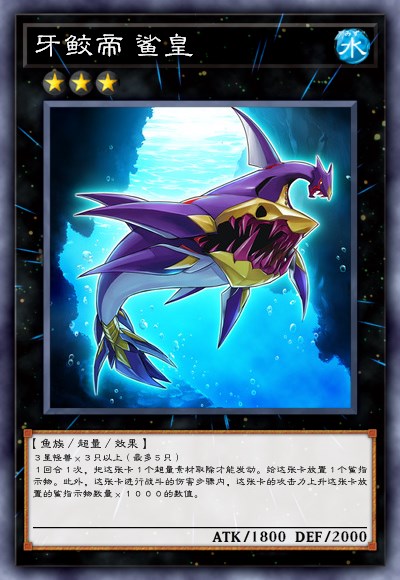 牙鲛帝 鲨皇
水
【鱼族／超量／效果】
３星怪兽×３只以上（最多５只）
１回合１次，把这张卡１个超量素材取除才能发动。给这张卡放置１个鲨指
示物。此外，这张卡进行战斗的伤害步骤内，这张卡的攻击力上升这张卡放
置的鲨指示物数量×１０００的数值。
ATK/1800 DEF/2000